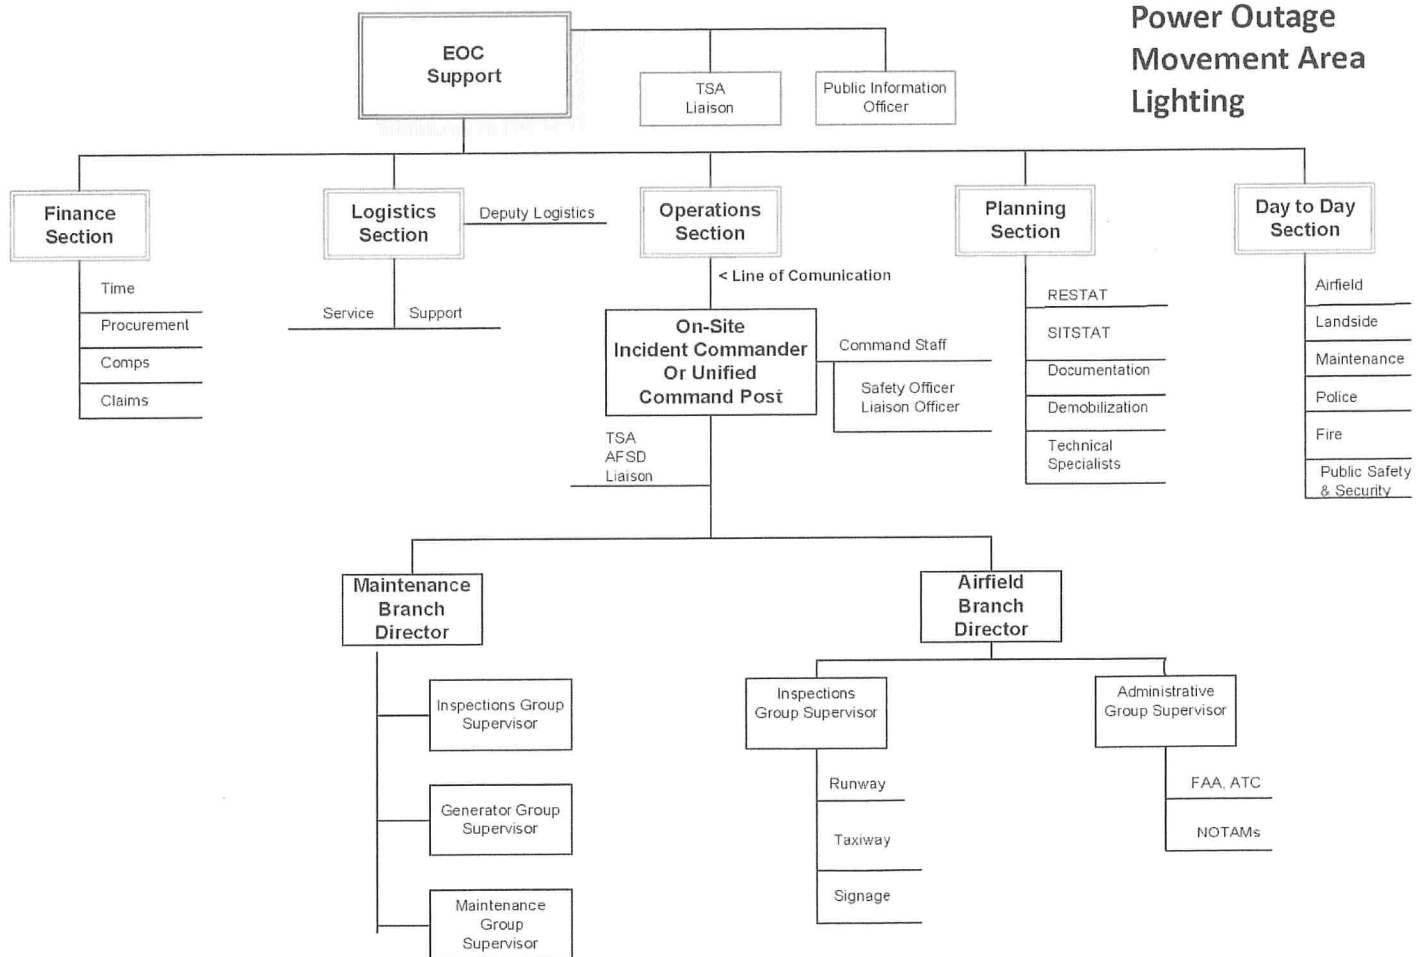 Power Outage
Movement Area
Lighting
EOC
Support
TSA
Liaison
Public Information
Officer
Finance
Section
Logistics
Section
Deputy Logistics
Operations
Section
Planning
Section
Day to Day
Section
< Line of Comunication
Time
Procurement
Comps
Claims
Service
Support
On-Site
Incident Commander
Or Unified
Command Post
Command Staff
Safety Officer
Liaison Officer
TSA
AFSD
Liaison
RESTAT
SITSTAT
Documentation
Demobilization
Technical
Specialists
Airfield
Landside
Maintenance
Police
Fire
Public Safety
& Security
Maintenance
Branch
Director
Airfield
Branch
Director
Inspections Group
Supervisor
Generator Group
Supervisor
Maintenance
Group
Supervisor
Inspections
Group Supervisor
Runway
Taxiway
Signage
Administrative
Group Supervisor
FAA, ATC
NOTAMs